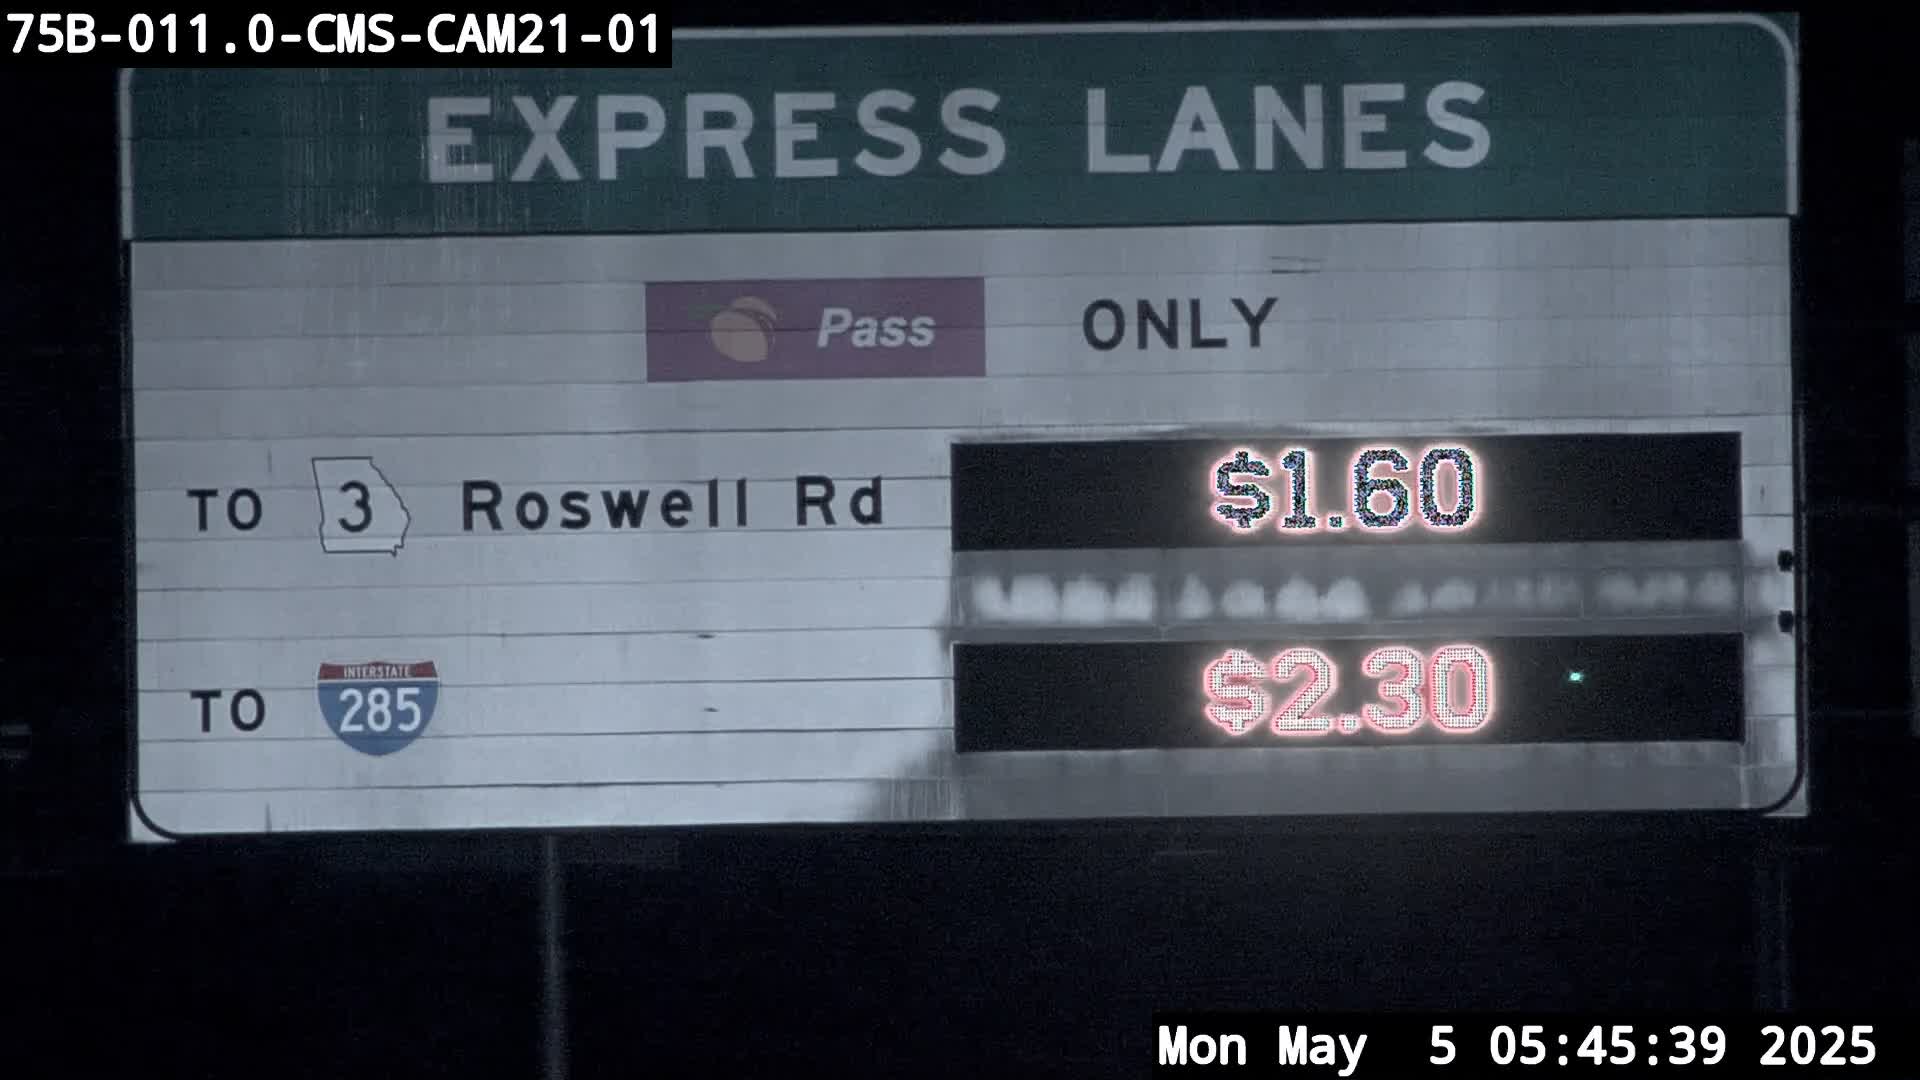 75B-011.0-CMS-CAM21-01
EXPRESS LANES
Pass ONLY
TO 3 Roswell Rd $1.60
INTERSTATE
TO 285 $2.30
Mon May 5 05:45:39 2025